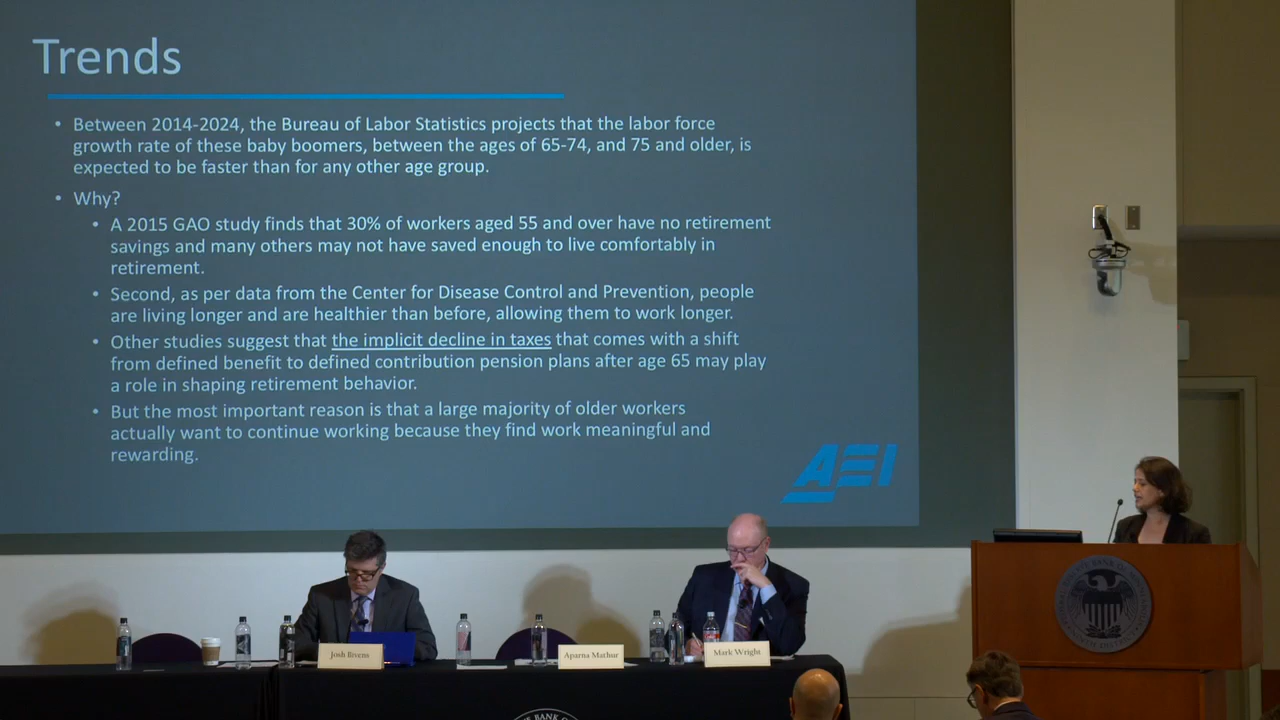 Trends
• Between 2014-2024, the Bureau of Labor Statistics projects that the labor force
growth rate of these baby boomers, between the ages of 65-74, and 75 and older, is
expected to be faster than for any other age group.
• Why?
• A 2015 GAO study finds that 30% of workers aged 55 and over have no retirement
savings and many others may not have saved enough to live comfortably in
retirement.
• Second, as per data from the Center for Disease Control and Prevention, people
are living longer and are healthier than before, allowing them to work longer.
• Other studies suggest that the implicit decline in taxes that comes with a shift
from defined benefit to defined contribution pension plans after age 65 may play
a role in shaping retirement behavior.
• But the most important reason is that a large majority of older workers
actually want to continue working because they find work meaningful and
rewarding.
AEI
Josh Bivens
Aparna Mathur
Mark Wright
BANK